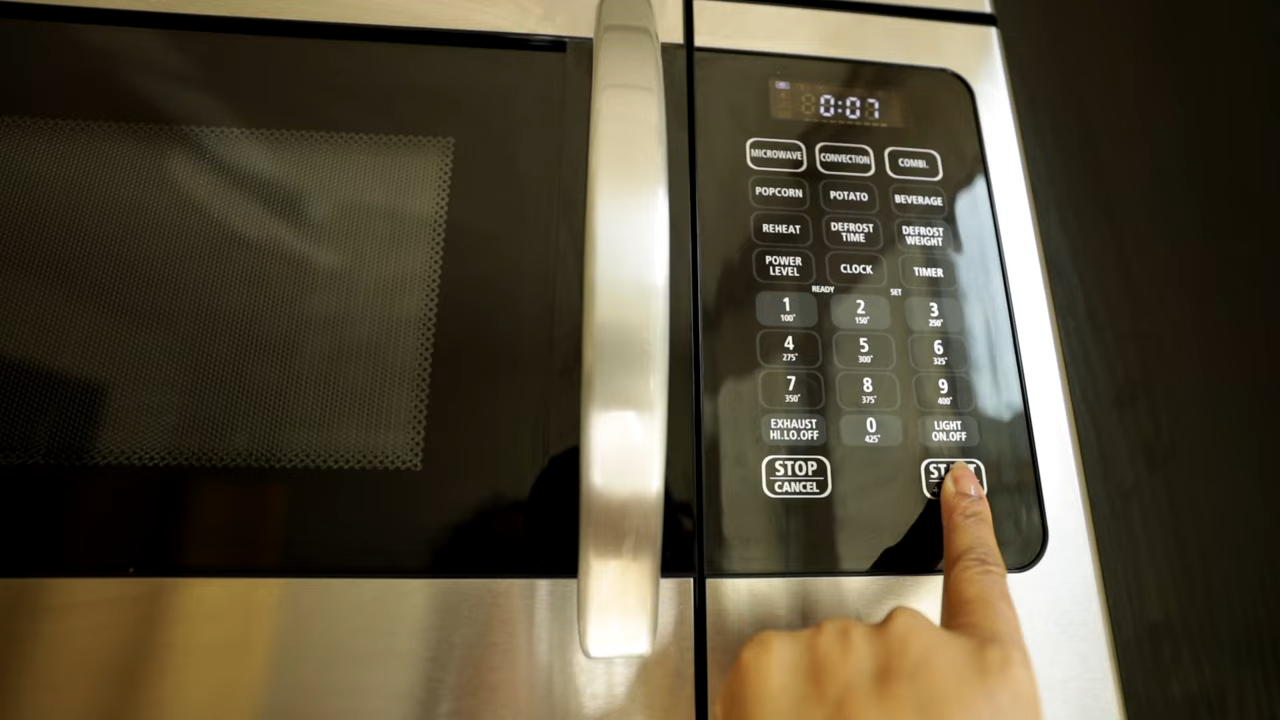 0:07
MICROWAVE CONVECTION COMBI.
POPCORN POTATO BEVERAGE
REHEAT DEFROST TIME DEFROST WEIGHT
POWER LEVEL CLOCK TIMER
READY SET
1 2 3
100° 150° 250°
4 5 6
275° 300° 325°
7 8 9
350° 375° 400°
EXHAUST HI.LO.OFF 0 425° LIGHT ON.OFF
STOP
CANCEL